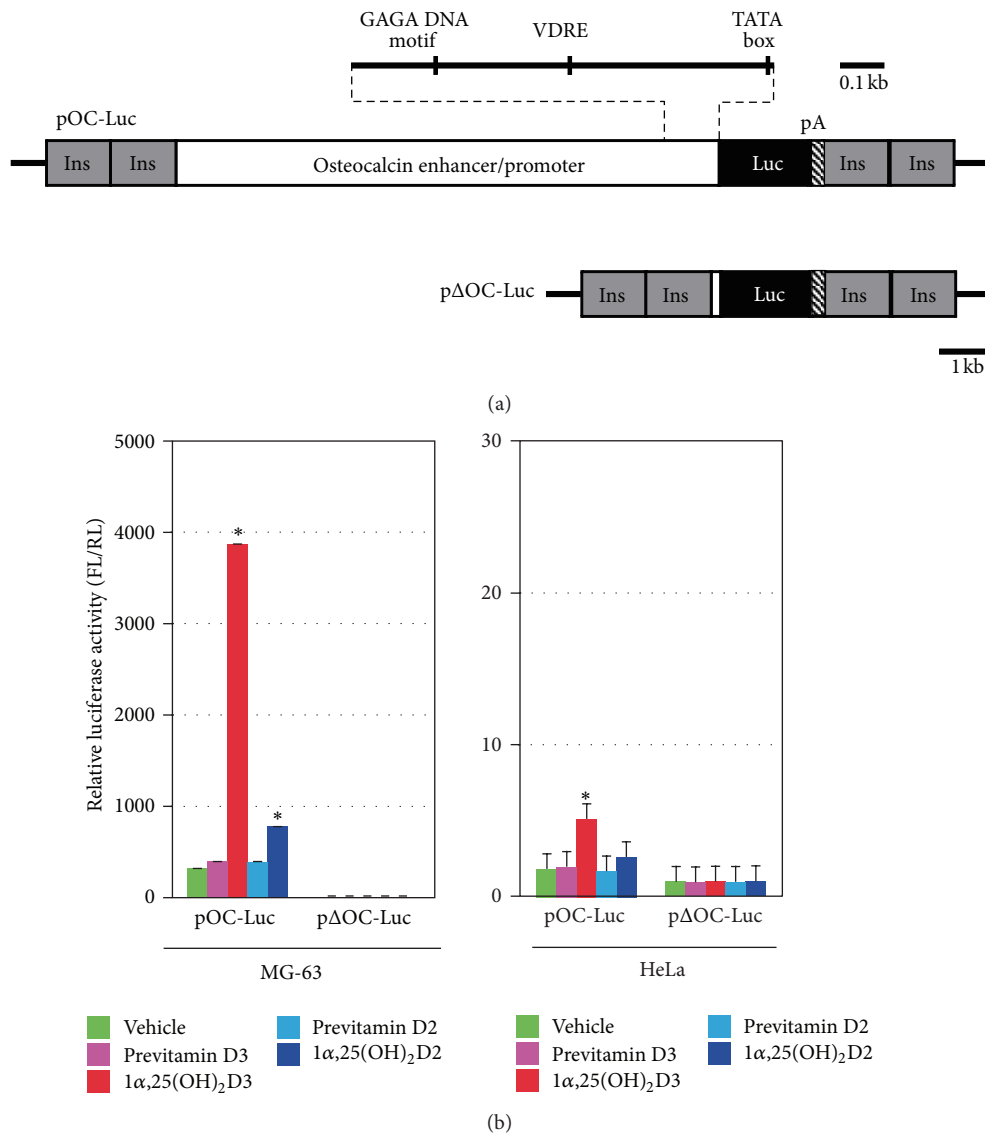 GAGA DNA
motif
VDRE
TATA
box
0.1 kb
pOC-Luc
pA
Ins Ins Osteocalcin enhancer/promoter Luc Ins Ins
pΔOC-Luc
Ins Ins Luc Ins Ins
1 kb
(a)
Relative luciferase activity (FL/RL)
5000
4000
3000
2000
1000
0
*
*
pOC-Luc pΔOC-Luc
MG-63
30
20
10
0
*
pOC-Luc pΔOC-Luc
HeLa
Vehicle
Previtamin D3
1α,25(OH)₂D3
Previtamin D2
1α,25(OH)₂D2
Vehicle
Previtamin D3
1α,25(OH)₂D3
Previtamin D2
1α,25(OH)₂D2
(b)